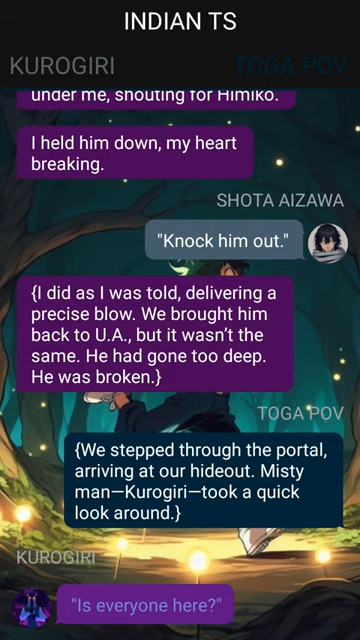 INDIAN TS
KUROGIRI
TOGA POV
under me, shouting for Himiko.
I held him down, my heart
breaking.
SHOTA AIZAWA
"Knock him out."
{I did as I was told, delivering a
precise blow. We brought him
back to U.A., but it wasn't the
same. He had gone too deep.
He was broken.}
TOGA POV
{We stepped through the portal,
arriving at our hideout. Misty
man—Kurogiri—took a quick
look around.}
KUROGIRI
"Is everyone here?"